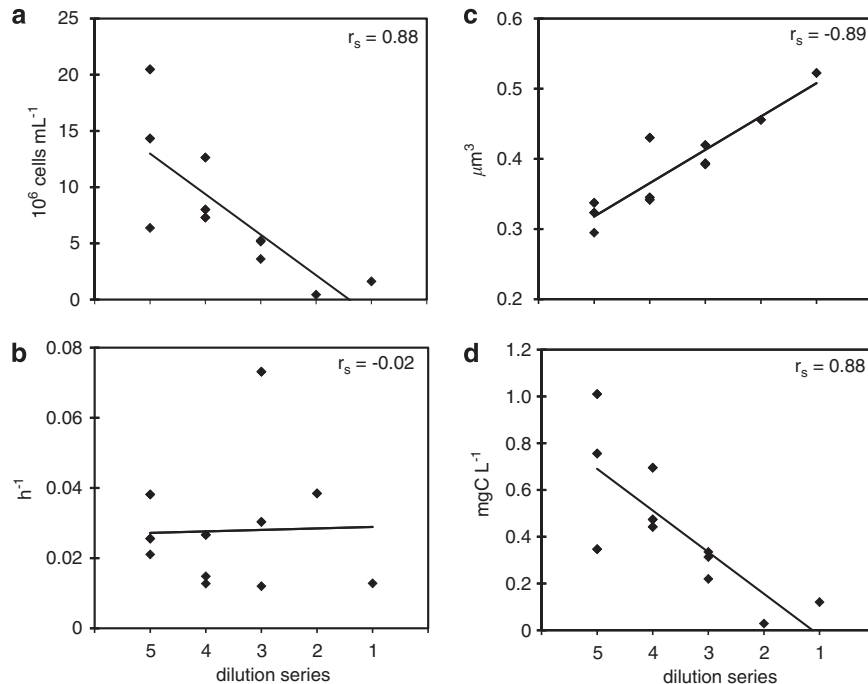 a
r_s = 0.88
25
20
15
10
5
0
10⁶ cells mL⁻¹
c
r_s = -0.89
0.6
0.5
0.4
0.3
0.2
μm³
b
r_s = -0.02
0.08
0.06
0.04
0.02
0
h⁻¹
5 4 3 2 1
dilution series
d
r_s = 0.88
1.2
1.0
0.8
0.6
0.4
0.2
0
mgC L⁻¹
5 4 3 2 1
dilution series